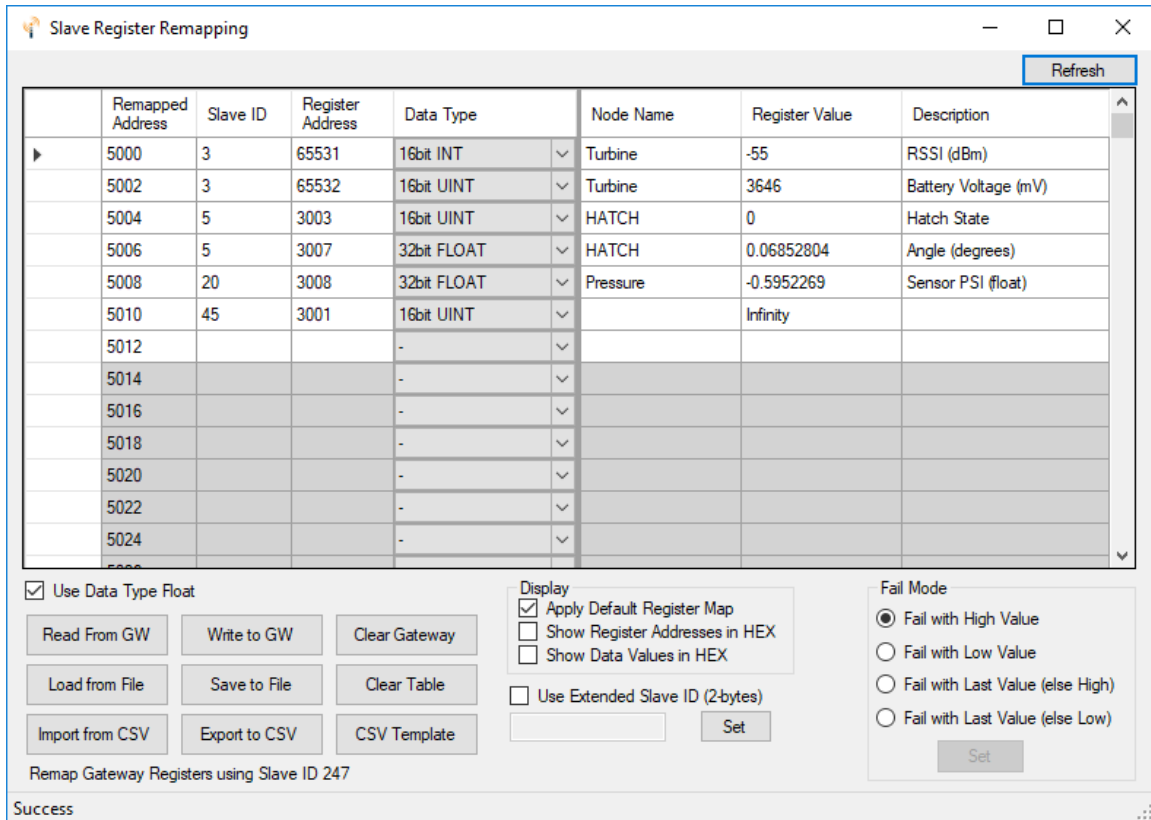 Slave Register Remapping
Refresh
Remapped Address Slave ID Register Address Data Type Node Name Register Value Description
5000 3 65531 16bit INT Turbine -55 RSSI (dBm)
5002 3 65532 16bit UINT Turbine 3646 Battery Voltage (mV)
5004 5 3003 16bit UINT HATCH 0 Hatch State
5006 5 3007 32bit FLOAT HATCH 0.06852804 Angle (degrees)
5008 20 3008 32bit FLOAT Pressure -0.5952269 Sensor PSI (float)
5010 45 3001 16bit UINT Infinity
5012 -
5014 -
5016 -
5018 -
5020 -
5022 -
5024 -
Use Data Type Float
Read From GW Write to GW Clear Gateway
Load from File Save to File Clear Table
Import from CSV Export to CSV CSV Template
Remap Gateway Registers using Slave ID 247
Display
Apply Default Register Map
Show Register Addresses in HEX
Show Data Values in HEX
Use Extended Slave ID (2-bytes)
Set
Fail Mode
Fail with High Value
Fail with Low Value
Fail with Last Value (else High)
Fail with Last Value (else Low)
Set
Success